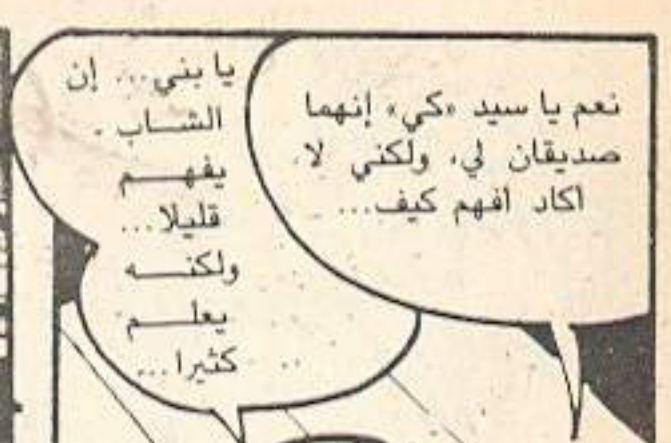 نعم يا سيد «كي» إنهما
صديقان لي، ولكني لا
اكاد افهم كيف...
يا بني... إن
الشاب .
يفهم
قليلا...
ولكنه
يعلم
كثيرا...